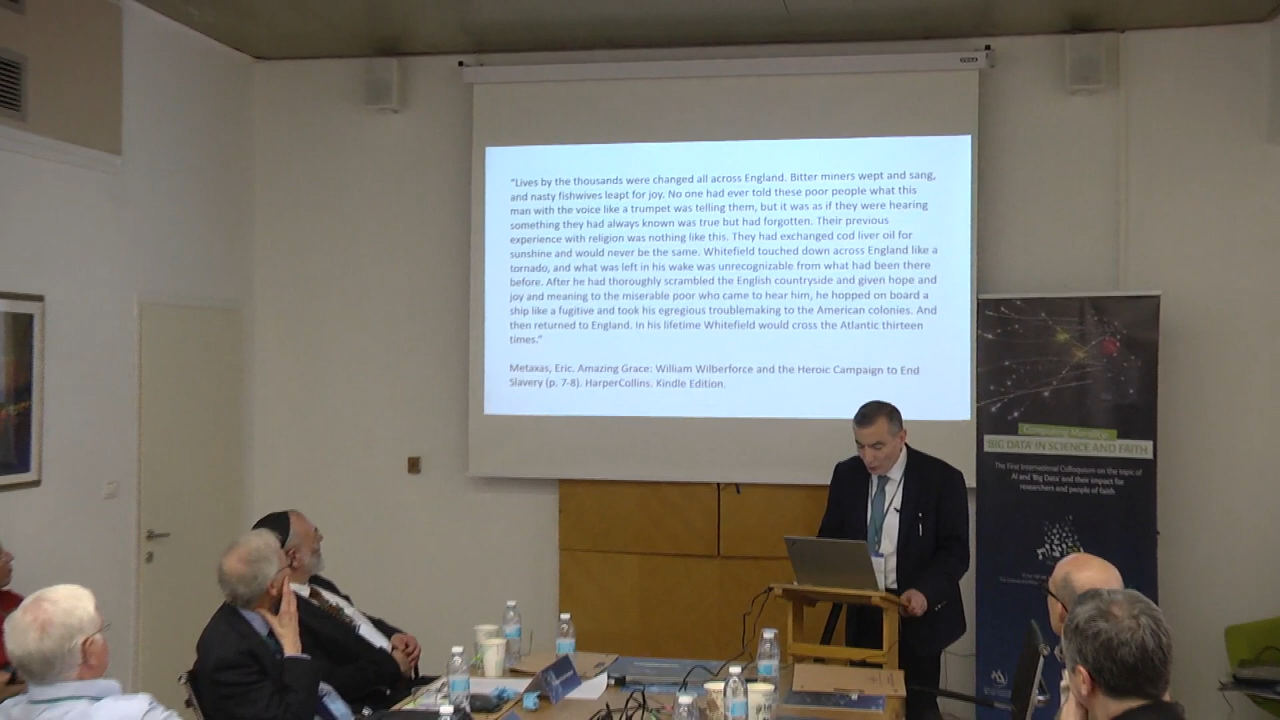 "Lives by the thousands were changed all across England. Bitter miners wept and sang,
and nasty fishwives leapt for joy. No one had ever told these poor people what this
man with the voice like a trumpet was telling them, but it was as if they were hearing
something they had always known was true but had forgotten. Their previous
experience with religion was nothing like this. They had exchanged cod liver oil for
sunshine and would never be the same. Whitefield touched down across England like a
tornado, and what was left in his wake was unrecognizable from what had been there
before. After he had thoroughly scrambled the English countryside and given hope and
joy and meaning to the miserable poor who came to hear him, he hopped on board a
ship like a fugitive and took his egregious troublemaking to the American colonies. And
then returned to England. In his lifetime Whitefield would cross the Atlantic thirteen
times."
Metaxas, Eric. Amazing Grace: William Wilberforce and the Heroic Campaign to End
Slavery (p. 7-8). HarperCollins. Kindle Edition.
'BIG DATA' IN SCIENCE AND FAITH
The First International Colloquium on the topic of
AI and 'Big Data' and their impact for
researchers and people of faith